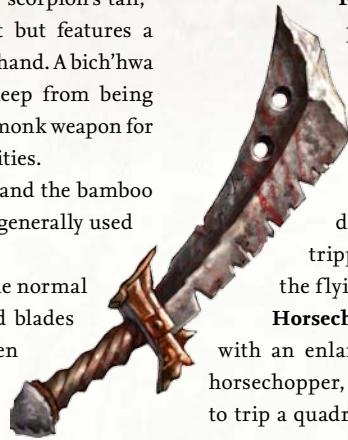 scorpion's tail,
t but features a
hand. A bich'hwa
eep from being
monk weapon for
ities.
and the bamboo
generally used
e normal
d blades
en
d
tripp
the flyi
Horsech
with an enlar
horsechopper,
to trip a quadr